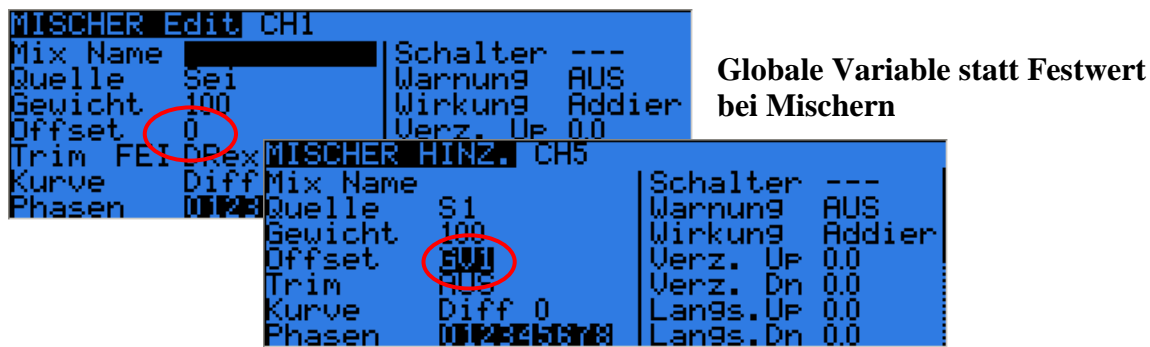 MISCHER Edit CH1
Mix Name
Quelle Sei
Gewicht 100
Offset 0
Trim FEI DRex
Kurve Diff
Phasen 0123
Schalter ---
Warnung AUS
Wirkung Addier
Verz. Up 0.0
Globale Variable statt Festwert
bei Mischern
MISCHER HINZ. CH5
Mix Name
Quelle S1
Gewicht 100
Offset GV1
Trim AUS
Kurve Diff 0
Phasen 012345678
Schalter ---
Warnung AUS
Wirkung Addier
Verz. Up 0.0
Verz. Dn 0.0
Langs.Up 0.0
Langs.Dn 0.0